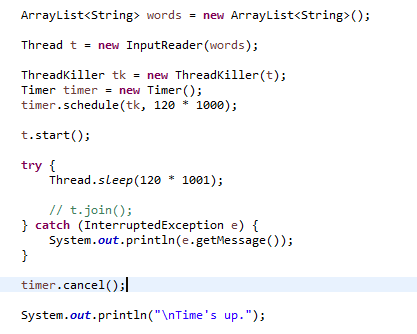 ArrayList<String> words = new ArrayList<String>();
Thread t = new InputReader(words);
ThreadKiller tk = new ThreadKiller(t);
Timer timer = new Timer();
timer.schedule(tk, 120 * 1000);
t.start();
try {
    Thread.sleep(120 * 1001);
    // t.join();
} catch (InterruptedException e) {
    System.out.println(e.getMessage());
}
timer.cancel();
System.out.println("\nTime's up.");